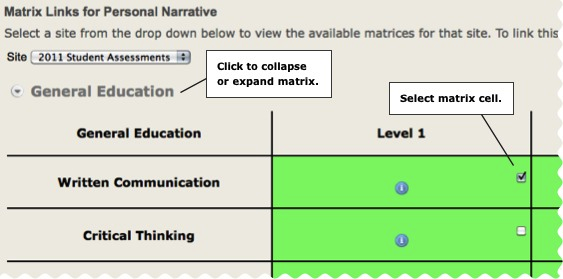 Matrix Links for Personal Narrative
Select a site from the drop down below to view the available matrices for that site. To link this
Site 2011 Student Assessments
Click to collapse
or expand matrix.
General Education
Select matrix cell.
General Education Level 1
Written Communication
i
Critical Thinking
i